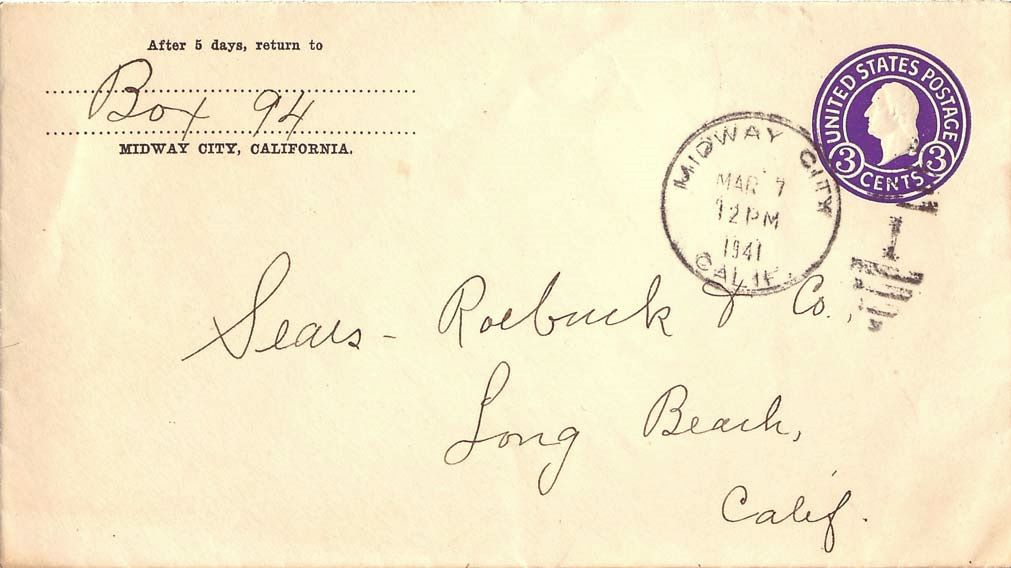 After 5 days, return to
Box 94
MIDWAY CITY, CALIFORNIA.
UNITED STATES POSTAGE
3 CENTS 3
MIDWAY CITY
MAR 7
12 PM
1941
CALIF.
Sears - Roebuck & Co.,
Long Beach,
Calif.